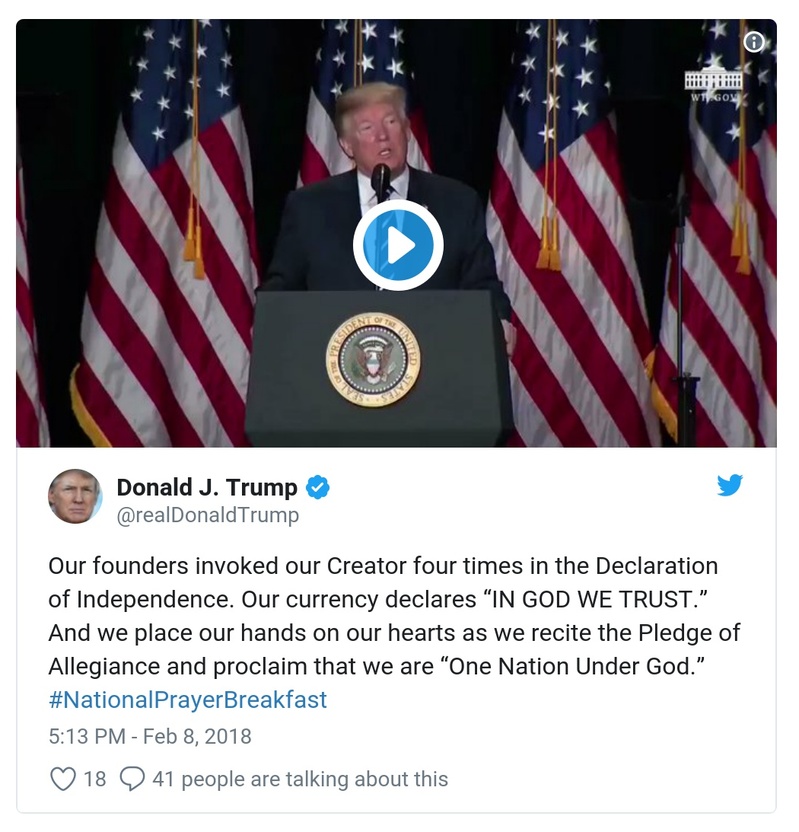 WH.GOV
SEAL OF THE PRESIDENT OF THE UNITED STATES
Donald J. Trump
@realDonaldTrump
Our founders invoked our Creator four times in the Declaration
of Independence. Our currency declares “IN GOD WE TRUST.”
And we place our hands on our hearts as we recite the Pledge of
Allegiance and proclaim that we are “One Nation Under God.”
#NationalPrayerBreakfast
5:13 PM - Feb 8, 2018
18 41 people are talking about this